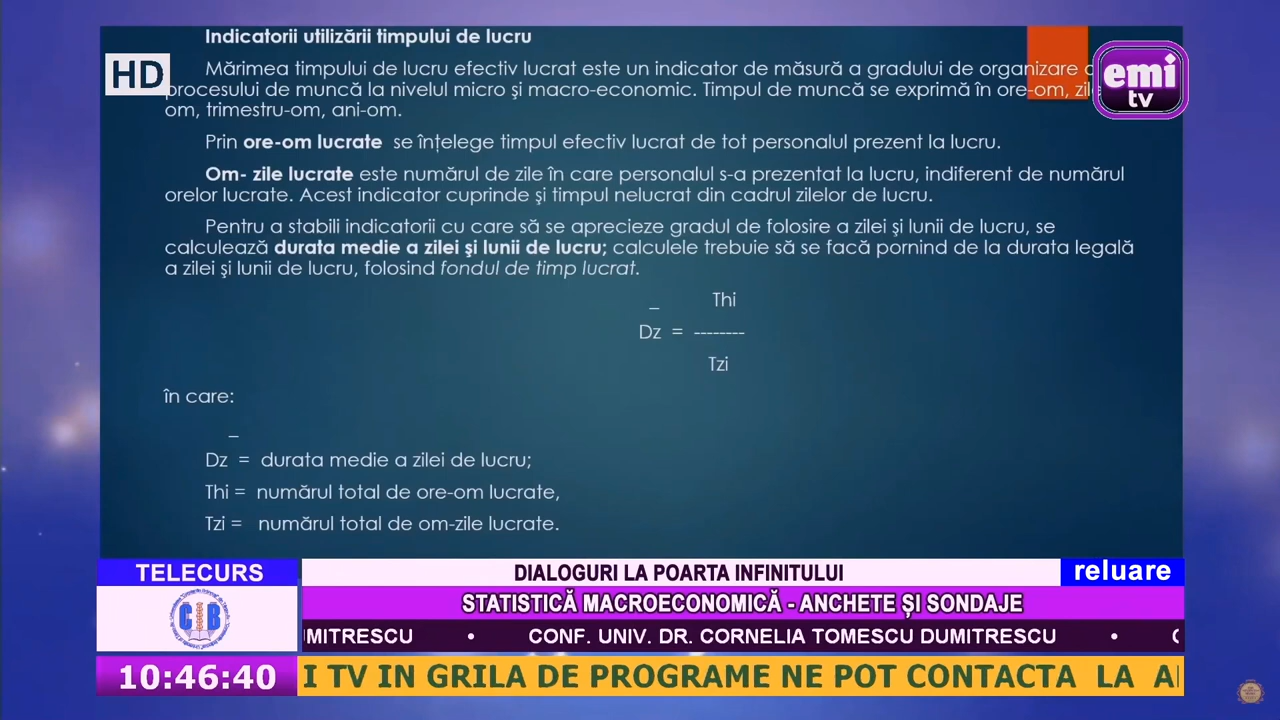 Indicatorii utilizării timpului de lucru
HD
Mărimea timpului de lucru efectiv lucrat este un indicator de măsură a gradului de organizare
procesului de muncă la nivelul micro şi macro-economic. Timpul de muncă se exprimă în ore-om,
om, trimestru-om, ani-om.
emi
tv
Prin ore-om lucrate se înțelege timpul efectiv lucrat de tot personalul prezent la lucru.
Om- zile lucrate este numărul de zile în care personalul s-a prezentat la lucru, indiferent de numărul
orelor lucrate. Acest indicator cuprinde şi timpul nelucrat din cadrul zilelor de lucru.
Pentru a stabili indicatorii cu care să se aprecieze gradul de folosire a zilei şi lunii de lucru, se
calculează durata medie a zilei şi lunii de lucru; calculele trebuie să se facă pornind de la durata legală
a zilei şi lunii de lucru, folosind fondul de timp lucrat.
_ Thi
Dz = --------
Tzi
în care:
_
Dz = durata medie a zilei de lucru;
Thi = numărul total de ore-om lucrate,
Tzi = numărul total de om-zile lucrate.
TELECURS
DIALOGURI LA POARTA INFINITULUI
reluare
STATISTICĂ MACROECONOMICĂ - ANCHETE ȘI SONDAJE
CIB
UMITRESCU • CONF. UNIV. DR. CORNELIA TOMESCU DUMITRESCU • C
10:46:40
I TV IN GRILA DE PROGRAME NE POT CONTACTA LA A